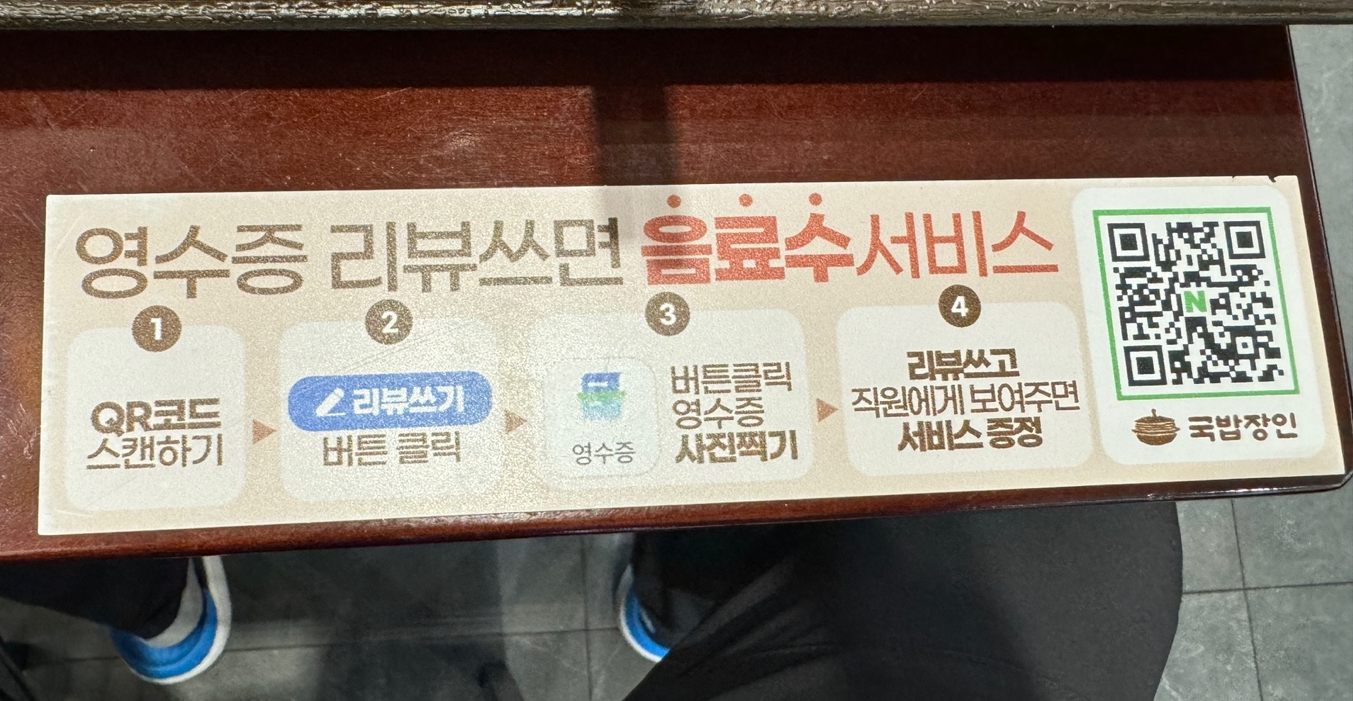 영수증 리뷰쓰면 음료수서비스
1
QR코드
스캔하기
2
리뷰쓰기
버튼 클릭
3
영수증
버튼클릭
영수증
사진찍기
4
리뷰쓰고
직원에게 보여주면
서비스 증정
N
국밥장인